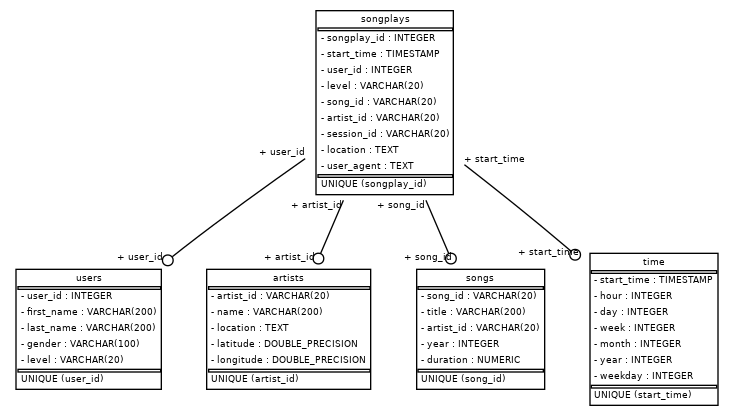 songplays
- songplay_id : INTEGER
- start_time : TIMESTAMP
- user_id : INTEGER
- level : VARCHAR(20)
- song_id : VARCHAR(20)
- artist_id : VARCHAR(20)
- session_id : VARCHAR(20)
- location : TEXT
- user_agent : TEXT
UNIQUE (songplay_id)
+ user_id
+ start_time
+ artist_id
+ song_id
+ user_id
+ artist_id
+ song_id
+ start_time
users
- user_id : INTEGER
- first_name : VARCHAR(200)
- last_name : VARCHAR(200)
- gender : VARCHAR(100)
- level : VARCHAR(20)
UNIQUE (user_id)
artists
- artist_id : VARCHAR(20)
- name : VARCHAR(200)
- location : TEXT
- latitude : DOUBLE_PRECISION
- longitude : DOUBLE_PRECISION
UNIQUE (artist_id)
songs
- song_id : VARCHAR(20)
- title : VARCHAR(200)
- artist_id : VARCHAR(20)
- year : INTEGER
- duration : NUMERIC
UNIQUE (song_id)
time
- start_time : TIMESTAMP
- hour : INTEGER
- day : INTEGER
- week : INTEGER
- month : INTEGER
- year : INTEGER
- weekday : INTEGER
UNIQUE (start_time)